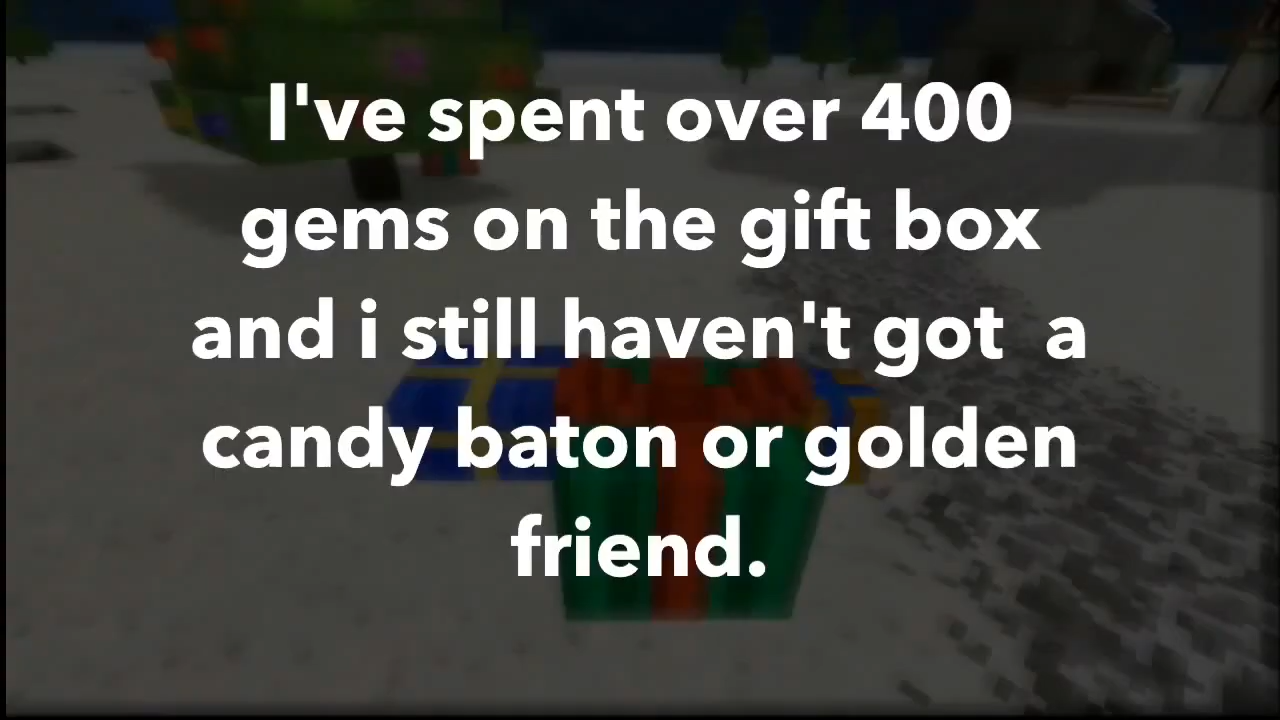 I've spent over 400
gems on the gift box
and i still haven't got  a
candy baton or golden
friend.